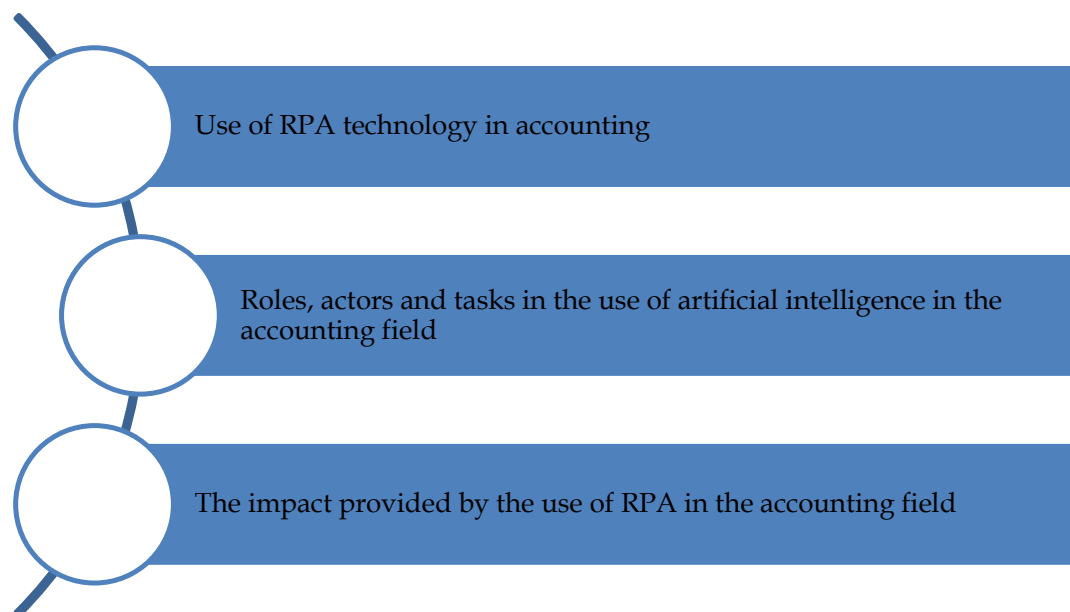 Use of RPA technology in accounting
Roles, actors and tasks in the use of artificial intelligence in the
accounting field
The impact provided by the use of RPA in the accounting field